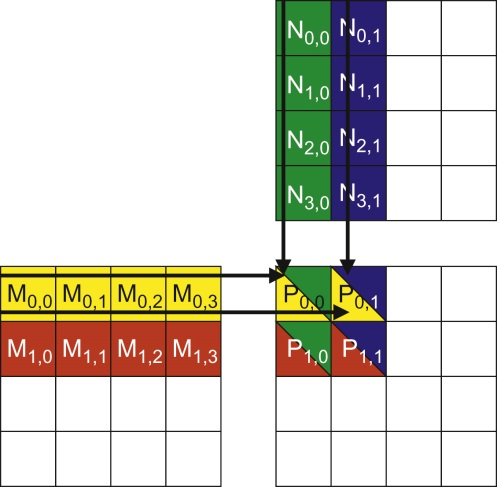 N0,0 N0,1
N1,0 N1,1
N2,0 N2,1
N3,0 N3,1
M0,0 M0,1 M0,2 M0,3 P0,0 P0,1
M1,0 M1,1 M1,2 M1,3 P1,0 P1,1